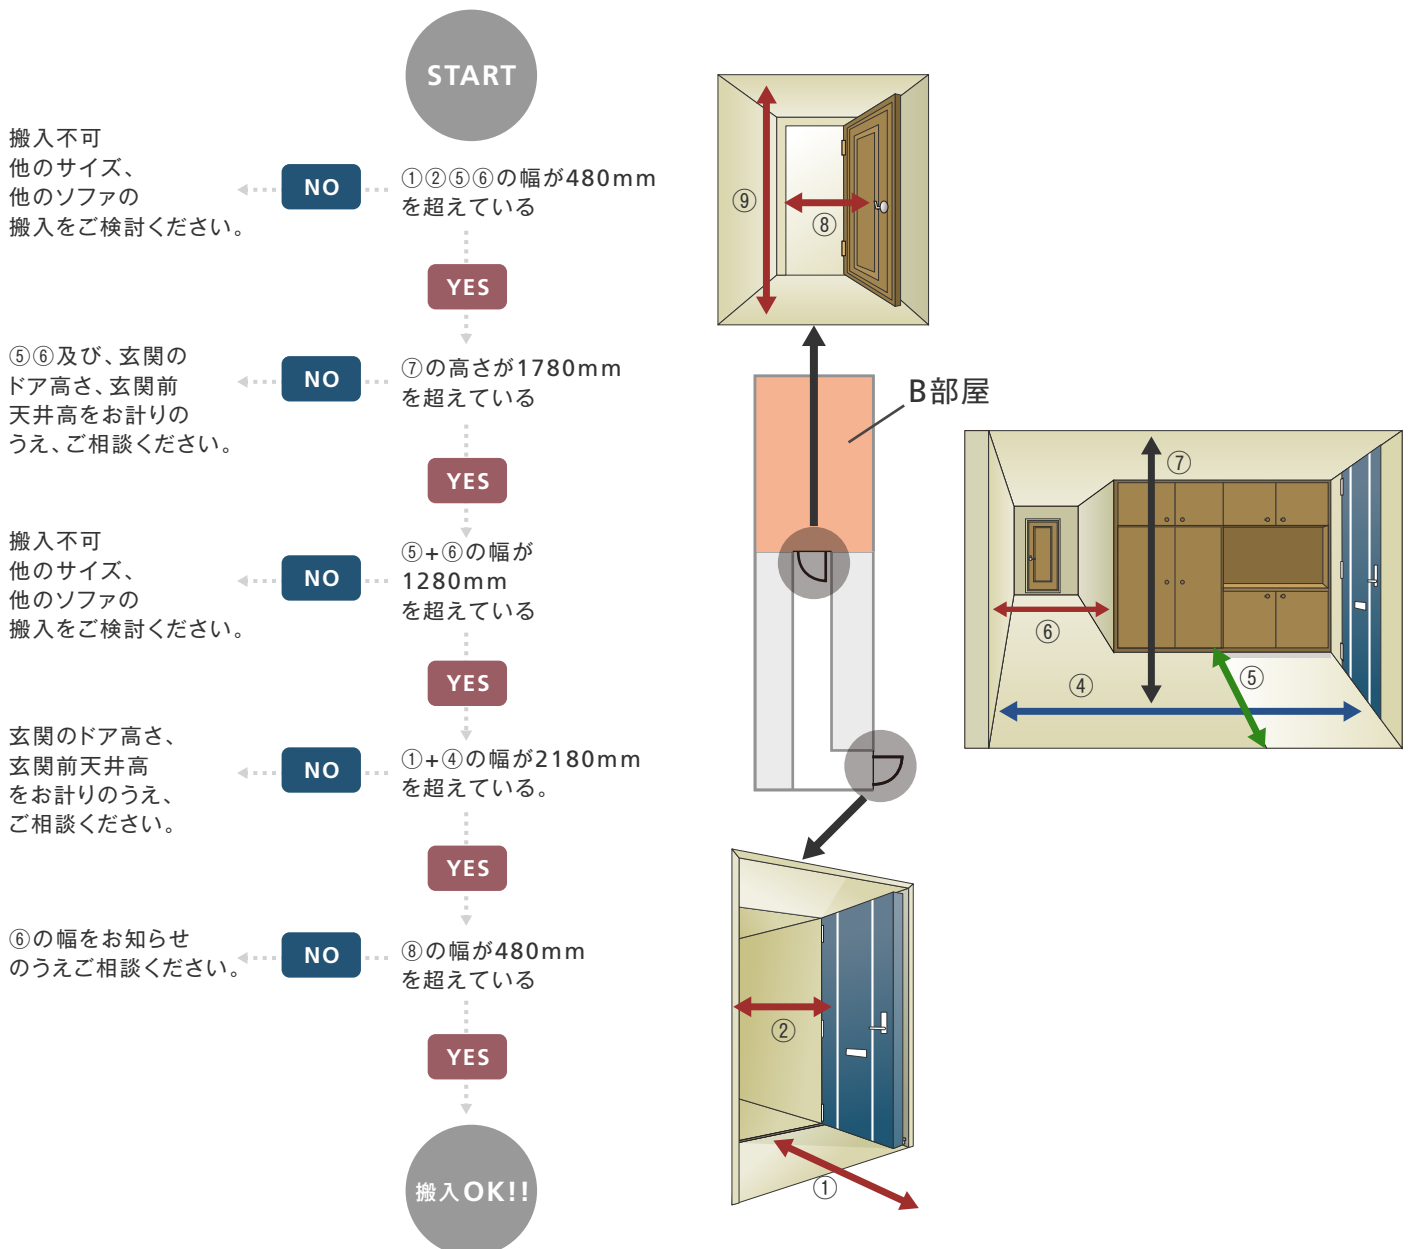 START
搬入不可
他のサイズ、
他のソファの
搬入をご検討ください。
NO
①②⑤⑥の幅が480mm
を超えている
YES
⑤⑥及び、玄関の
ドア高さ、玄関前
天井高をお計りの
うえ、ご相談ください。
NO
⑦の高さが1780mm
を超えている
YES
搬入不可
他のサイズ、
他のソファの
搬入をご検討ください。
NO
⑤+⑥の幅が
1280mm
を超えている
YES
玄関のドア高さ、
玄関前天井高
をお計りのうえ、
ご相談ください。
NO
①+④の幅が2180mm
を超えている。
YES
⑥の幅をお知らせ
のうえご相談ください。
NO
⑧の幅が480mm
を超えている
YES
搬入OK!!
⑨
⑧
B部屋
⑦
⑥
④
⑤
②
①